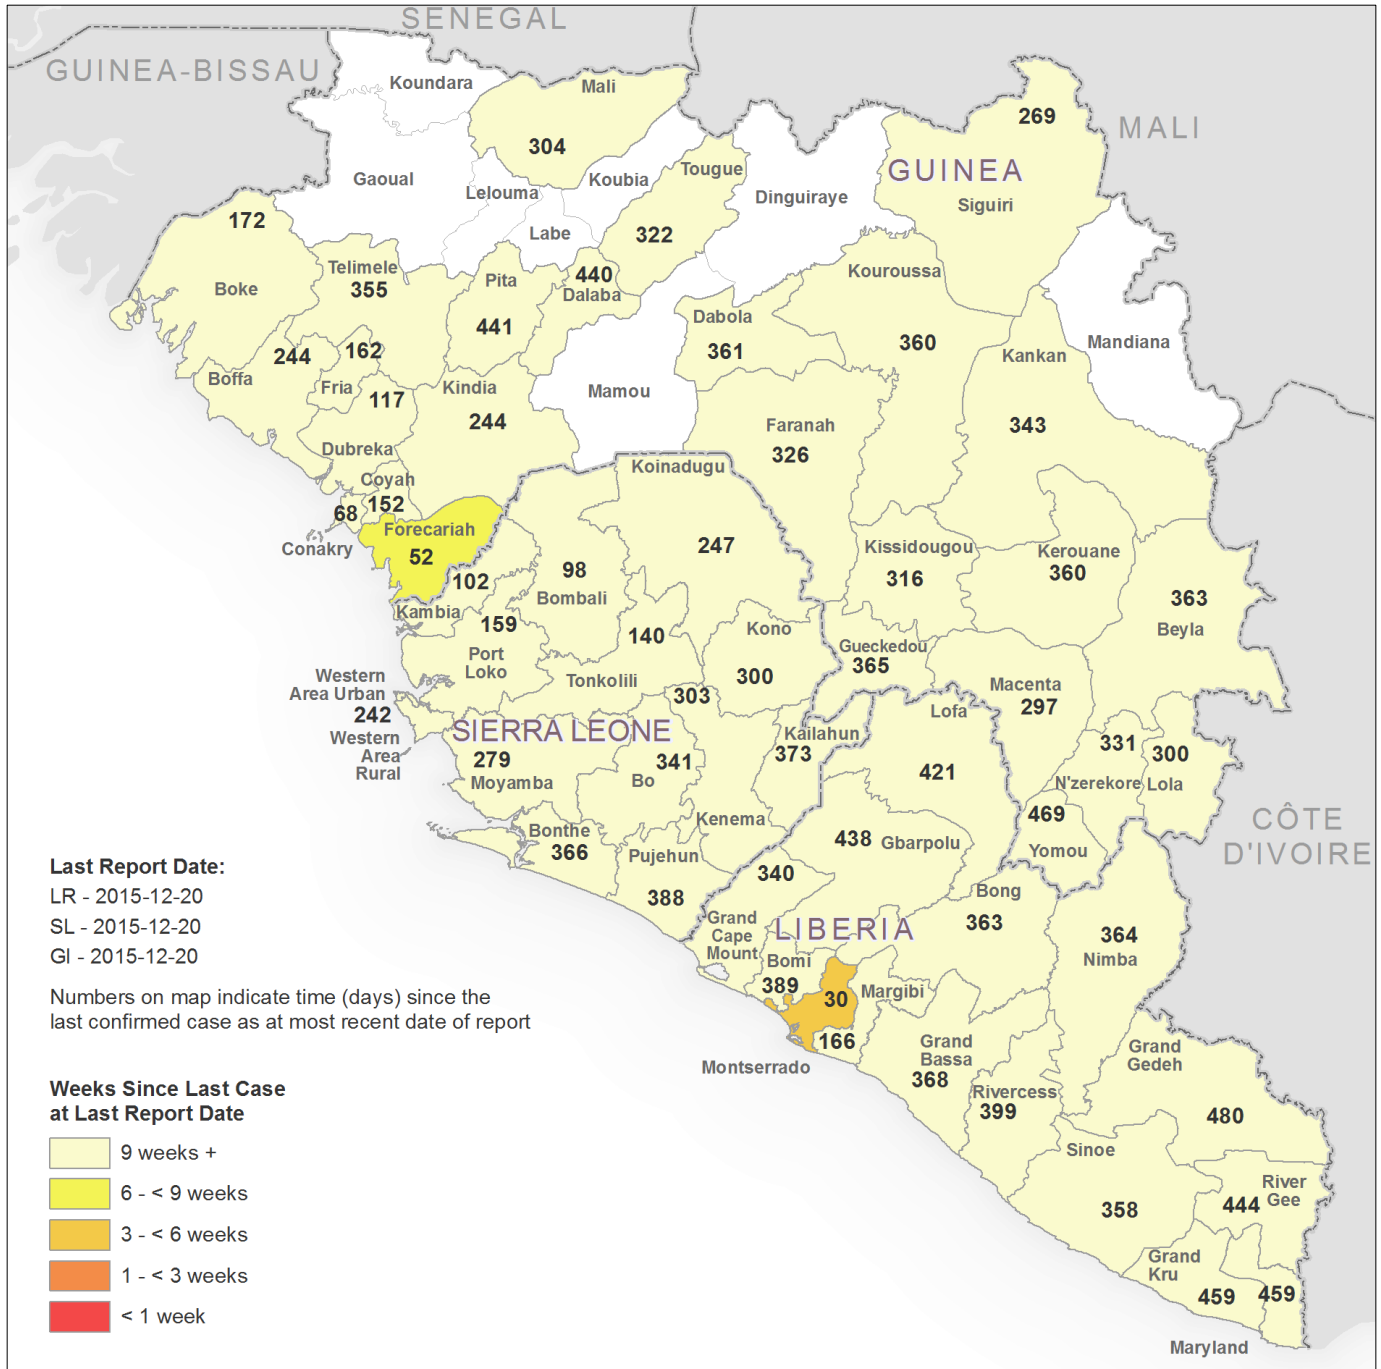 SENEGAL
GUINEA-BISSAU
Koundara
Mali
304
269
MALI
GUINEA
Siguiri
Gaoual
Lelouma
Koubia
Tougue
322
Dinguiraye
Labe
172
Boke
Telimele
355
Pita
441
440
Dalaba
Kouroussa
360
Dabola
361
Kankan
343
Mandiana
244
Boffa
162
Fria
117
Kindia
244
Mamou
Faranah
326
Dubreka
Coyah
152
68
Conakry
Forecariah
52
Koinadugu
247
102
Kambia
98
Bombali
159
Port
Loko
140
Tonkolili
Kono
300
Kissidougou
316
Kerouane
360
363
Beyla
Gueckedou
365
Macenta
297
Western
Area Urban
242
Western
Area
Rural
SIERRA LEONE
303
279
Moyamba
341
Bo
Kailahun
373
Lofa
421
331
N'zerekore
300
Lola
469
Yomou
CÔTE
D'IVOIRE
Bonthe
366
Kenema
Pujehun
388
438 Gbarpolu
340
Grand
Cape
Mount
LIBERIA
Bong
363
364
Nimba
Bomi
389
30
Margibi
166
Montserrado
Grand
Bassa
368
Rivercess
399
Grand
Gedeh
480
Sinoe
358
River
Gee
444
Grand
Kru
459
459
Maryland
Last Report Date:
LR - 2015-12-20
SL - 2015-12-20
GI - 2015-12-20
Numbers on map indicate time (days) since the
last confirmed case as at most recent date of report
Weeks Since Last Case
at Last Report Date
9 weeks +
6 - < 9 weeks
3 - < 6 weeks
1 - < 3 weeks
< 1 week